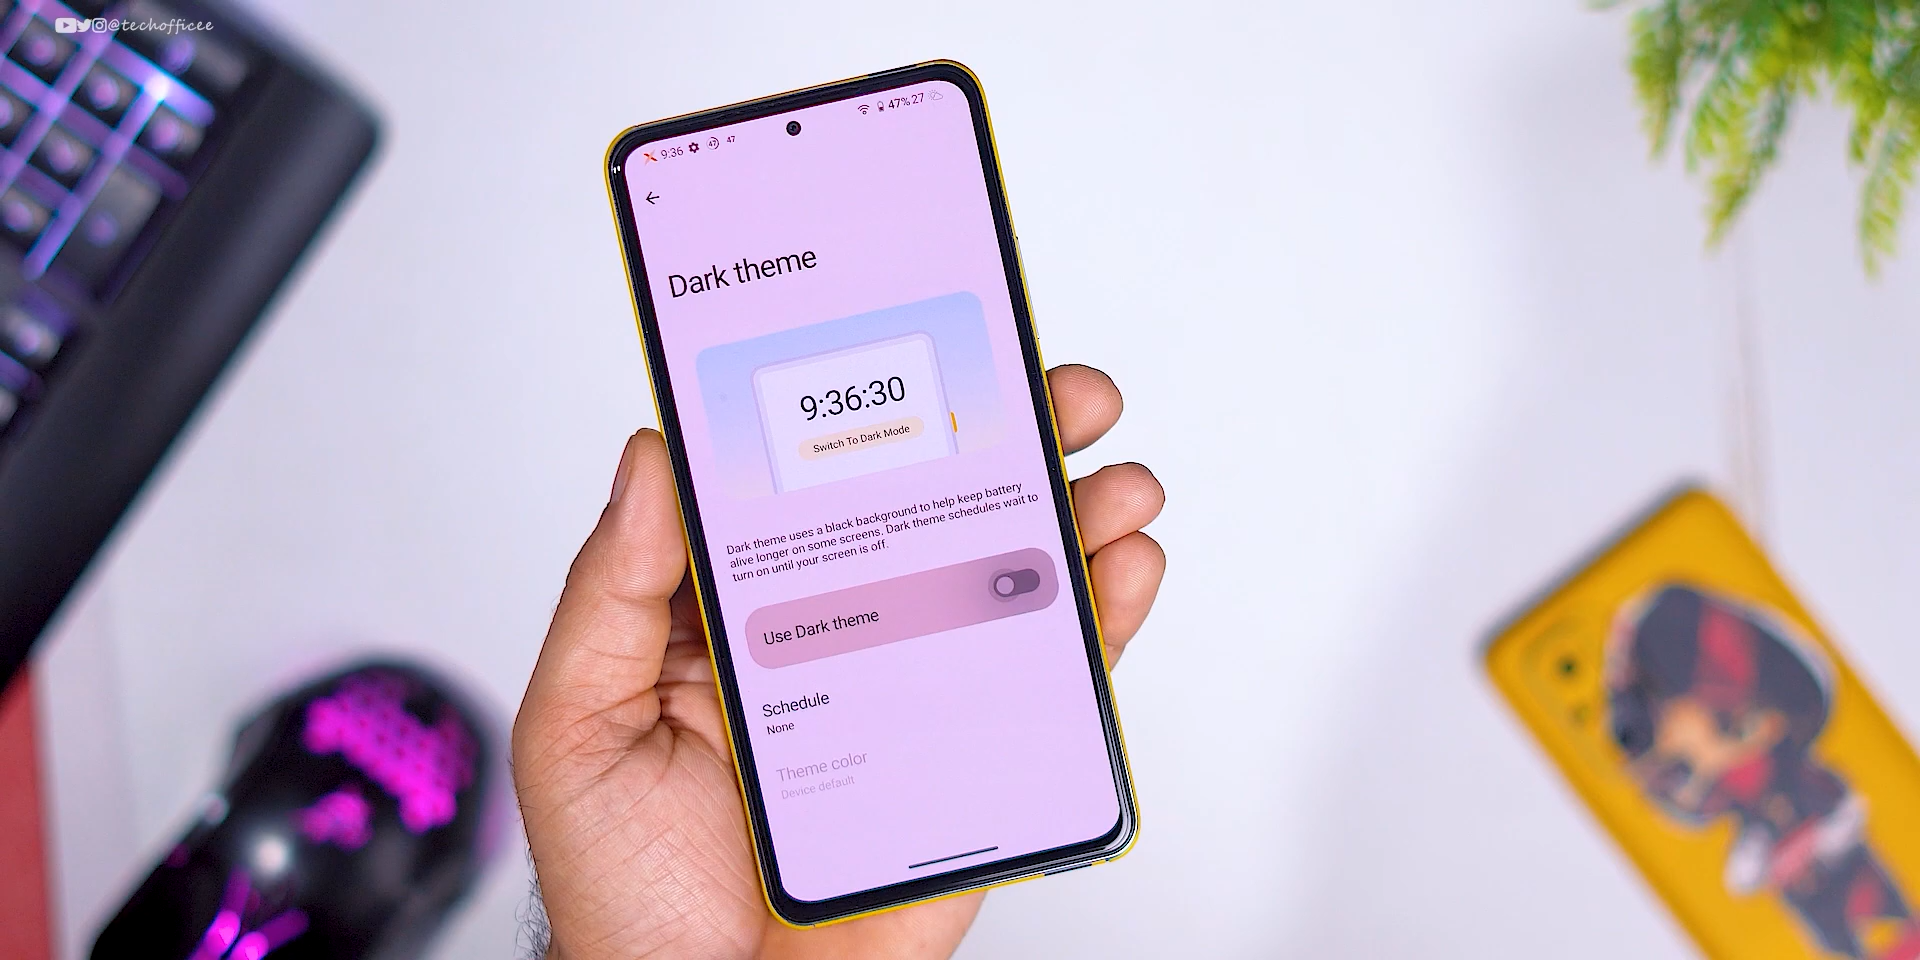 @techofficee
9:36 47 47
47% 27
Dark theme
9:36:30
Switch To Dark Mode
Dark theme uses a black background to help keep battery
alive longer on some screens. Dark theme schedules wait to
turn on until your screen is off.
Use Dark theme
Schedule
None
Theme color
Device default